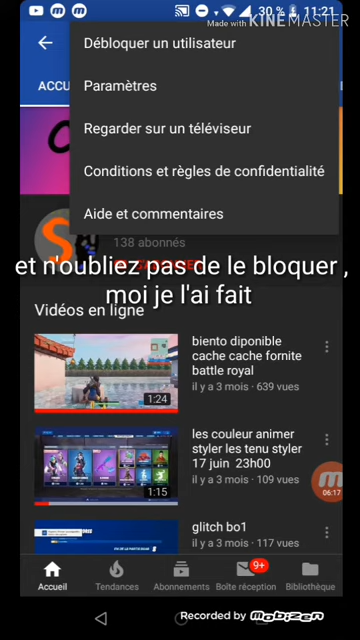 30 % 11:21
Made with KINEMASTER
ACCU
Débloquer un utilisateur
Paramètres
Regarder sur un téléviseur
Conditions et règles de confidentialité
Aide et commentaires
138 abonnés
et n'oubliez pas de le bloquer ,
moi je l'ai fait
Vidéos en ligne
biento diponible
cache cache fornite
battle royal
il y a 3 mois · 639 vues
1:24
les couleur animer
styler les tenu styler
17 juin 23h00
il y a 3 mois · 109 vues
1:15
06:17
glitch bo1
il y a 3 mois · 117 vues
9+
Accueil
Tendances
Abonnements
Boîte réception
Bibliothèque
Recorded by MOBIZEN